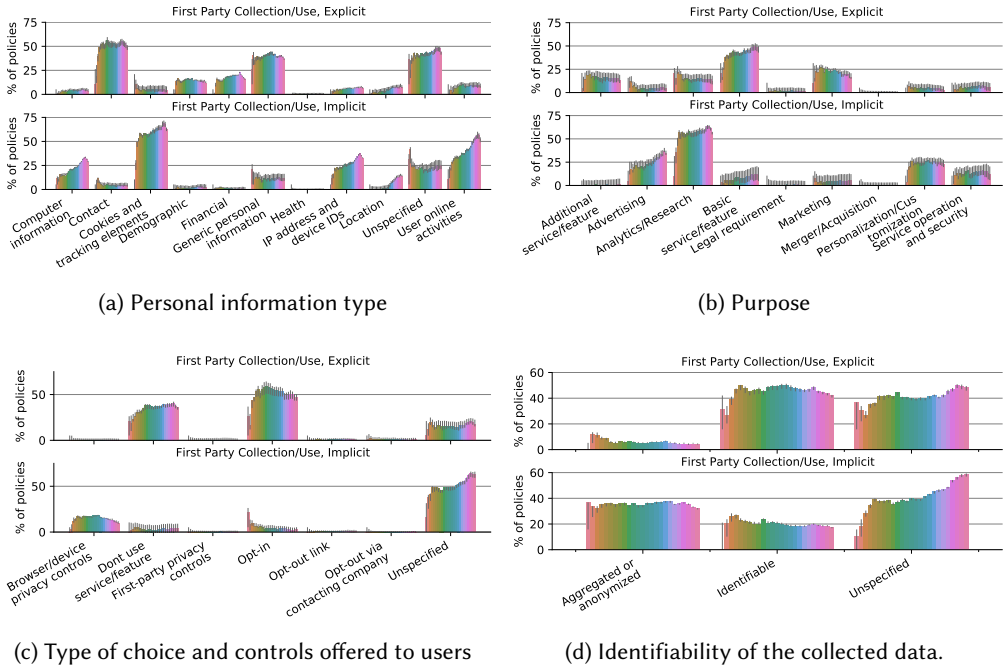 First Party Collection/Use, Explicit
75
50
25
0
% of policies
First Party Collection/Use, Implicit
75
50
25
0
% of policies
Computer
information
Contact
Cookies and
tracking elements
Demographic
Financial
Generic personal
information
Health
IP address and
device IDs
Location
Unspecified
User online
activities
(a) Personal information type
First Party Collection/Use, Explicit
75
50
25
0
% of policies
First Party Collection/Use, Implicit
75
50
25
0
% of policies
Additional
service/feature
Advertising
Analytics/Research
Basic
service/feature
Legal requirement
Marketing
Merger/Acquisition
Personalization/Cus
tomization
Service operation
and security
(b) Purpose
First Party Collection/Use, Explicit
50
0
% of policies
First Party Collection/Use, Implicit
50
0
% of policies
Browser/device
privacy controls
Dont use
service/feature
First-party privacy
controls
Opt-in
Opt-out link
Opt-out via
contacting company
Unspecified
(c) Type of choice and controls offered to users
First Party Collection/Use, Explicit
60
40
20
0
% of policies
First Party Collection/Use, Implicit
60
40
20
0
% of policies
Aggregated or
anonymized
Identifiable
Unspecified
(d) Identifiability of the collected data.